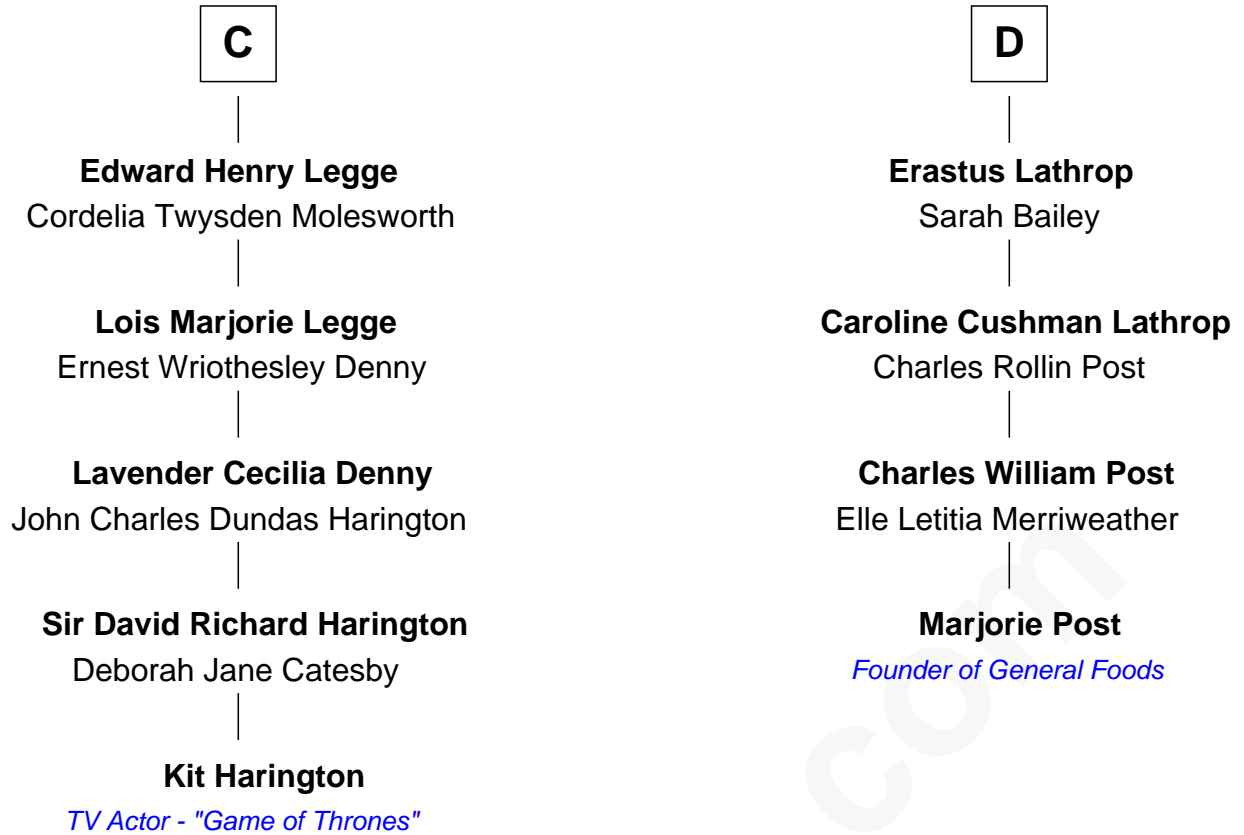 C
Edward Henry Legge
Cordelia Twysden Molesworth
Lois Marjorie Legge
Ernest Wriothesley Denny
Lavender Cecilia Denny
John Charles Dundas Harington
Sir David Richard Harington
Deborah Jane Catesby
Kit Harington
TV Actor - "Game of Thrones"
D
Erastus Lathrop
Sarah Bailey
Caroline Cushman Lathrop
Charles Rollin Post
Charles William Post
Elle Letitia Merriweather
Marjorie Post
Founder of General Foods
com